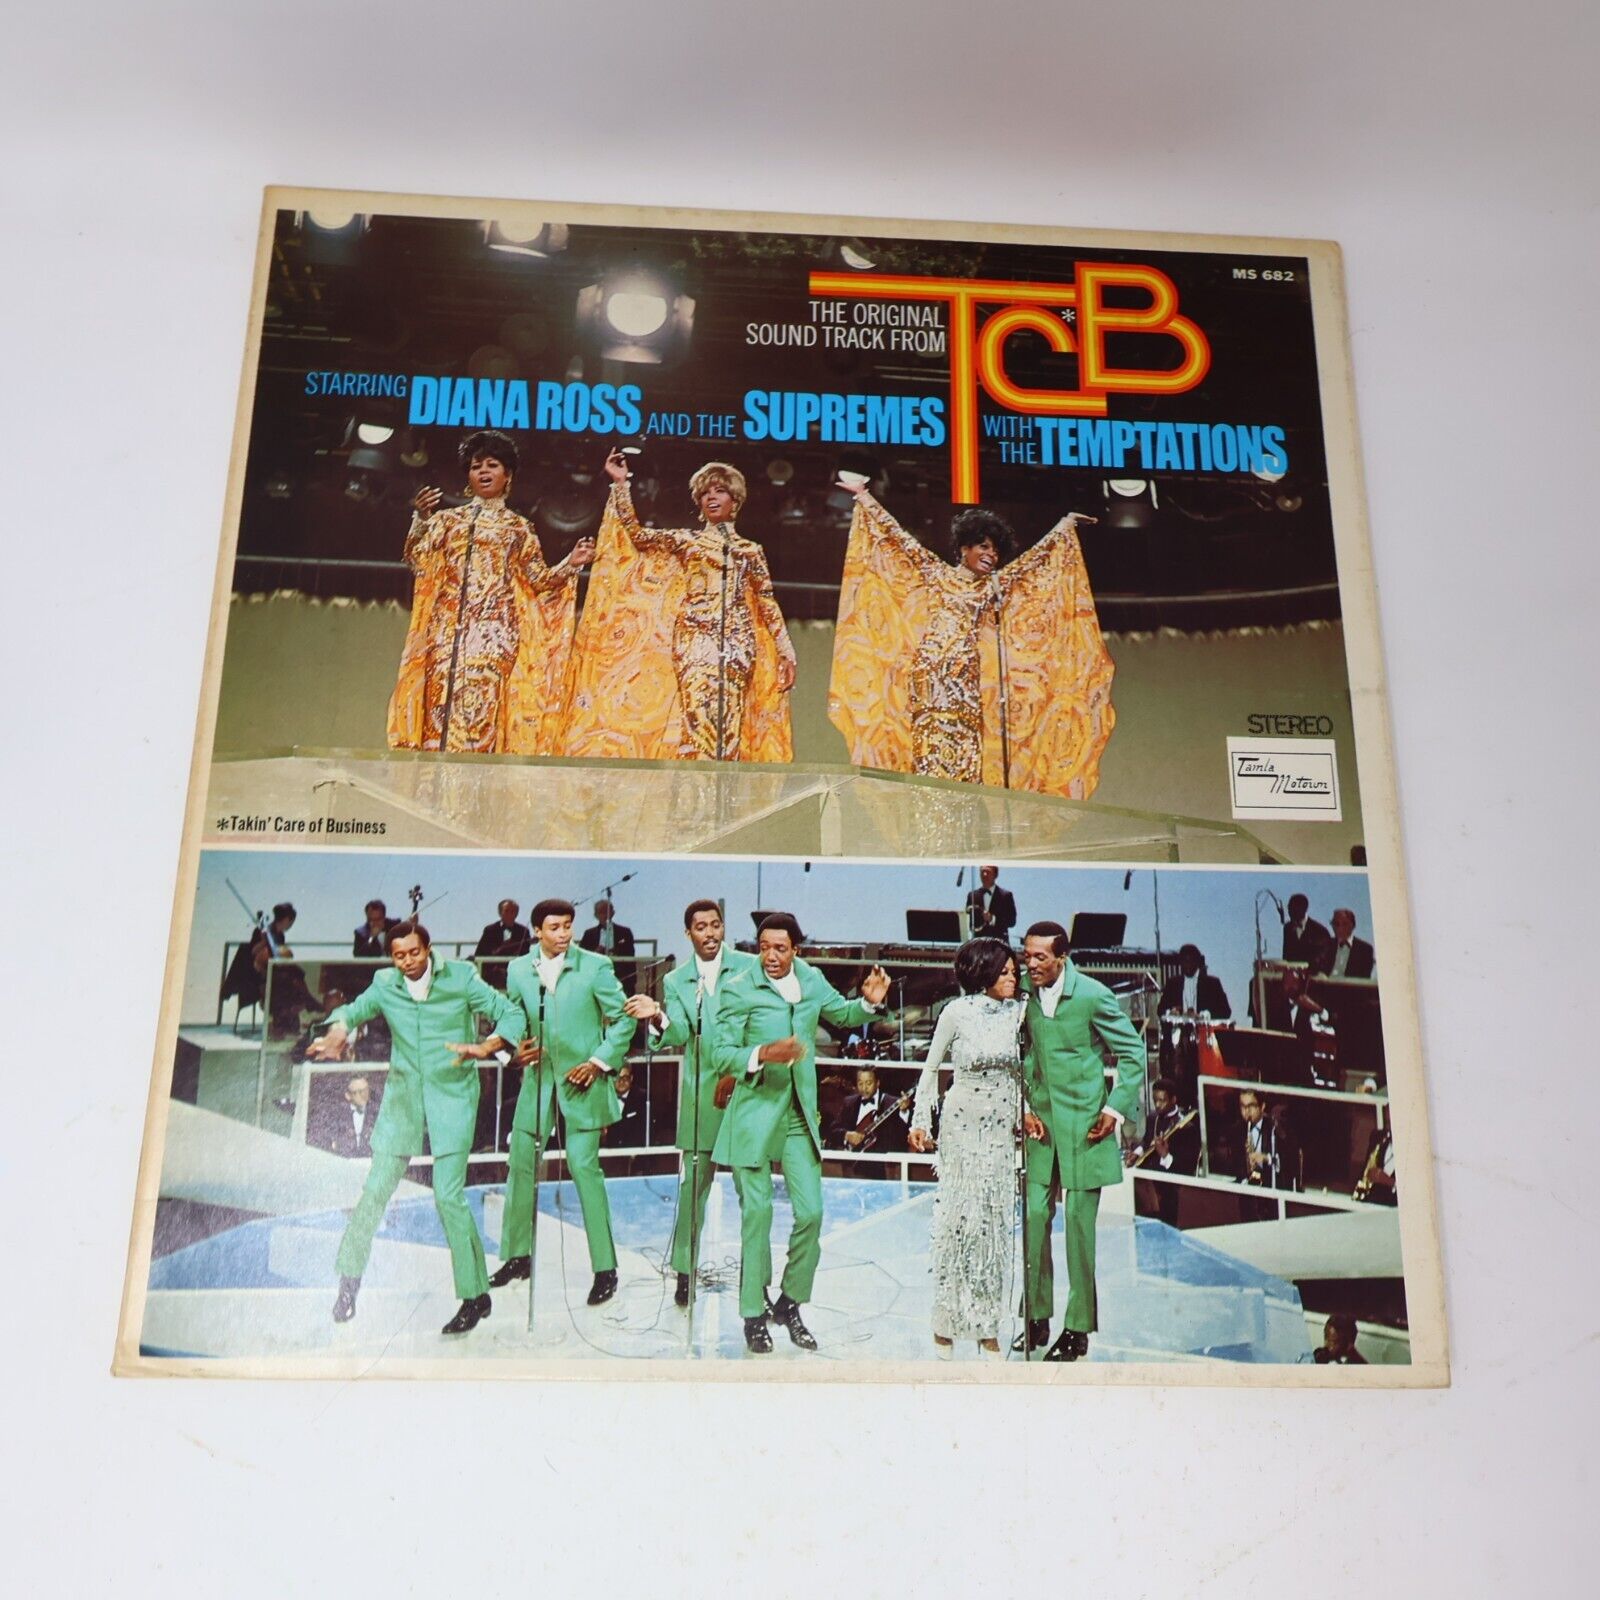 MS 682
THE ORIGINAL
SOUND TRACK FROM
TC*B
STARRING DIANA ROSS AND THE SUPREMES
WITH
THE TEMPTATIONS
STEREO
Tamla
Motown
*Takin' Care of Business